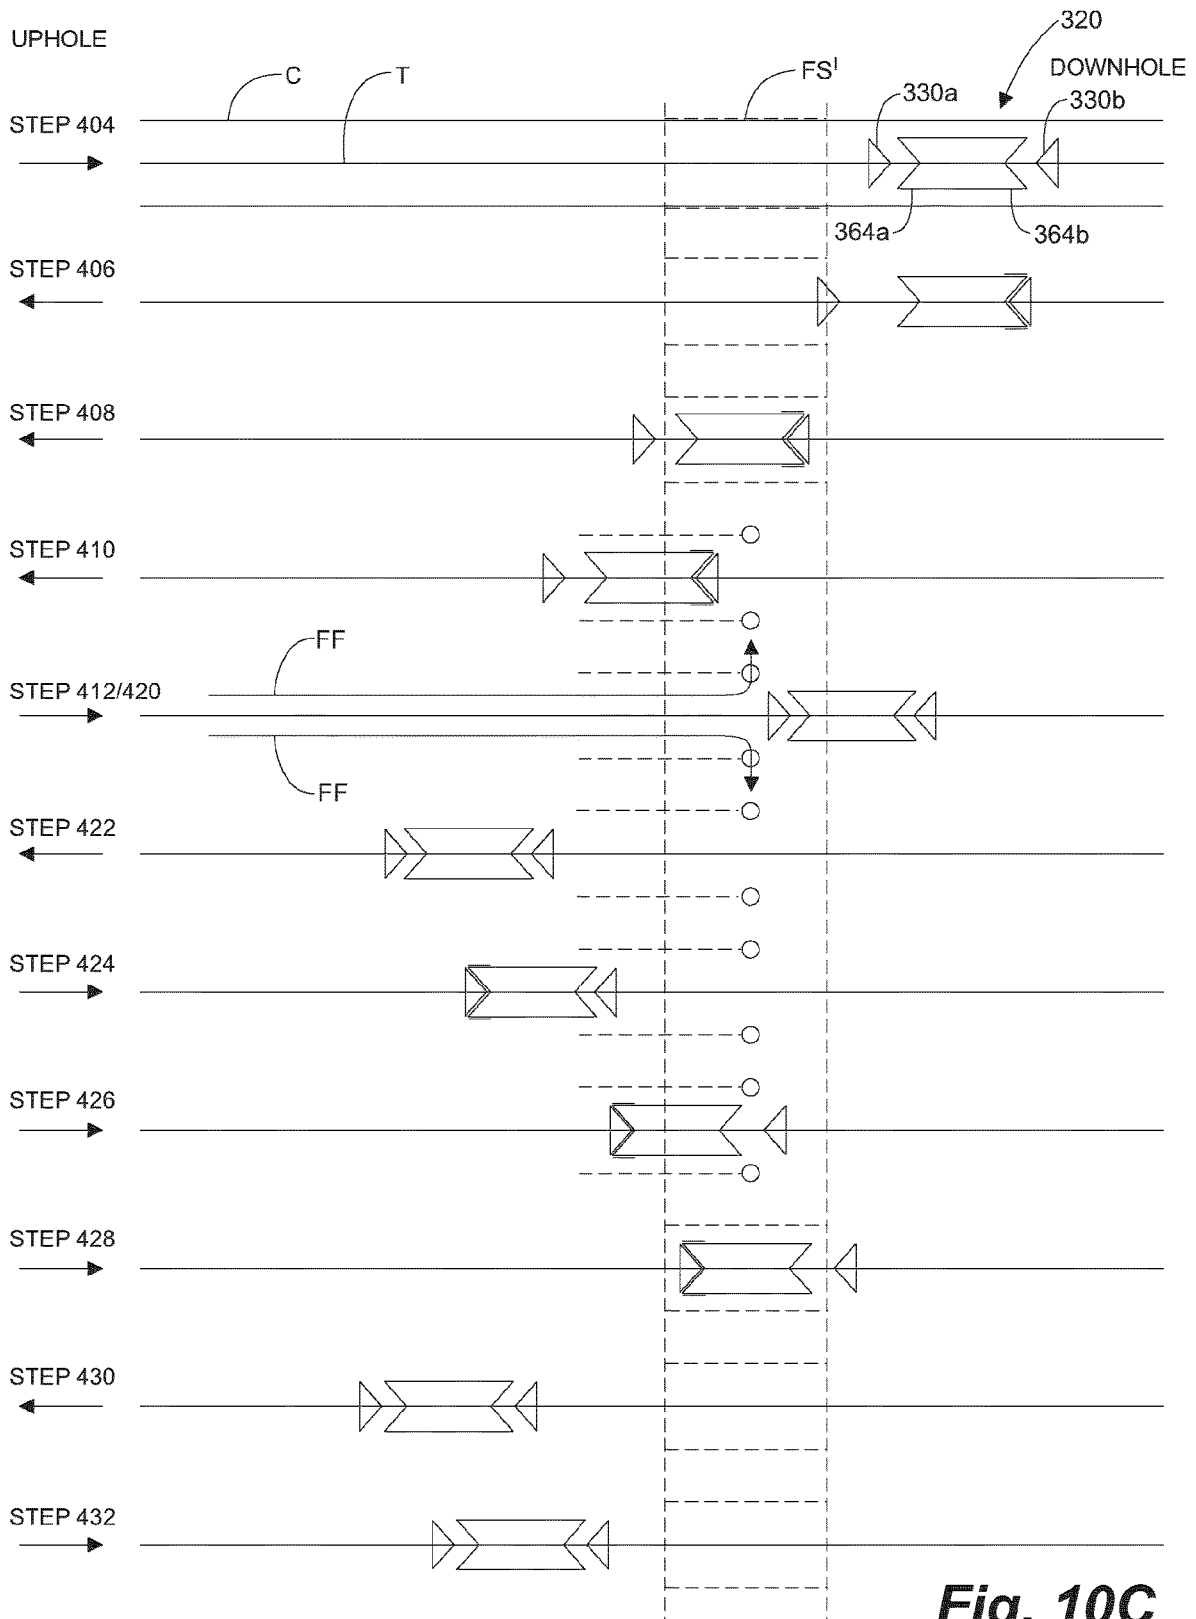 320
UPHOLE
C
T
FS'
DOWNHOLE
330a
330b
STEP 404
364a
364b
STEP 406
STEP 408
STEP 410
FF
STEP 412/420
FF
STEP 422
STEP 424
STEP 426
STEP 428
STEP 430
STEP 432
Fig. 10C